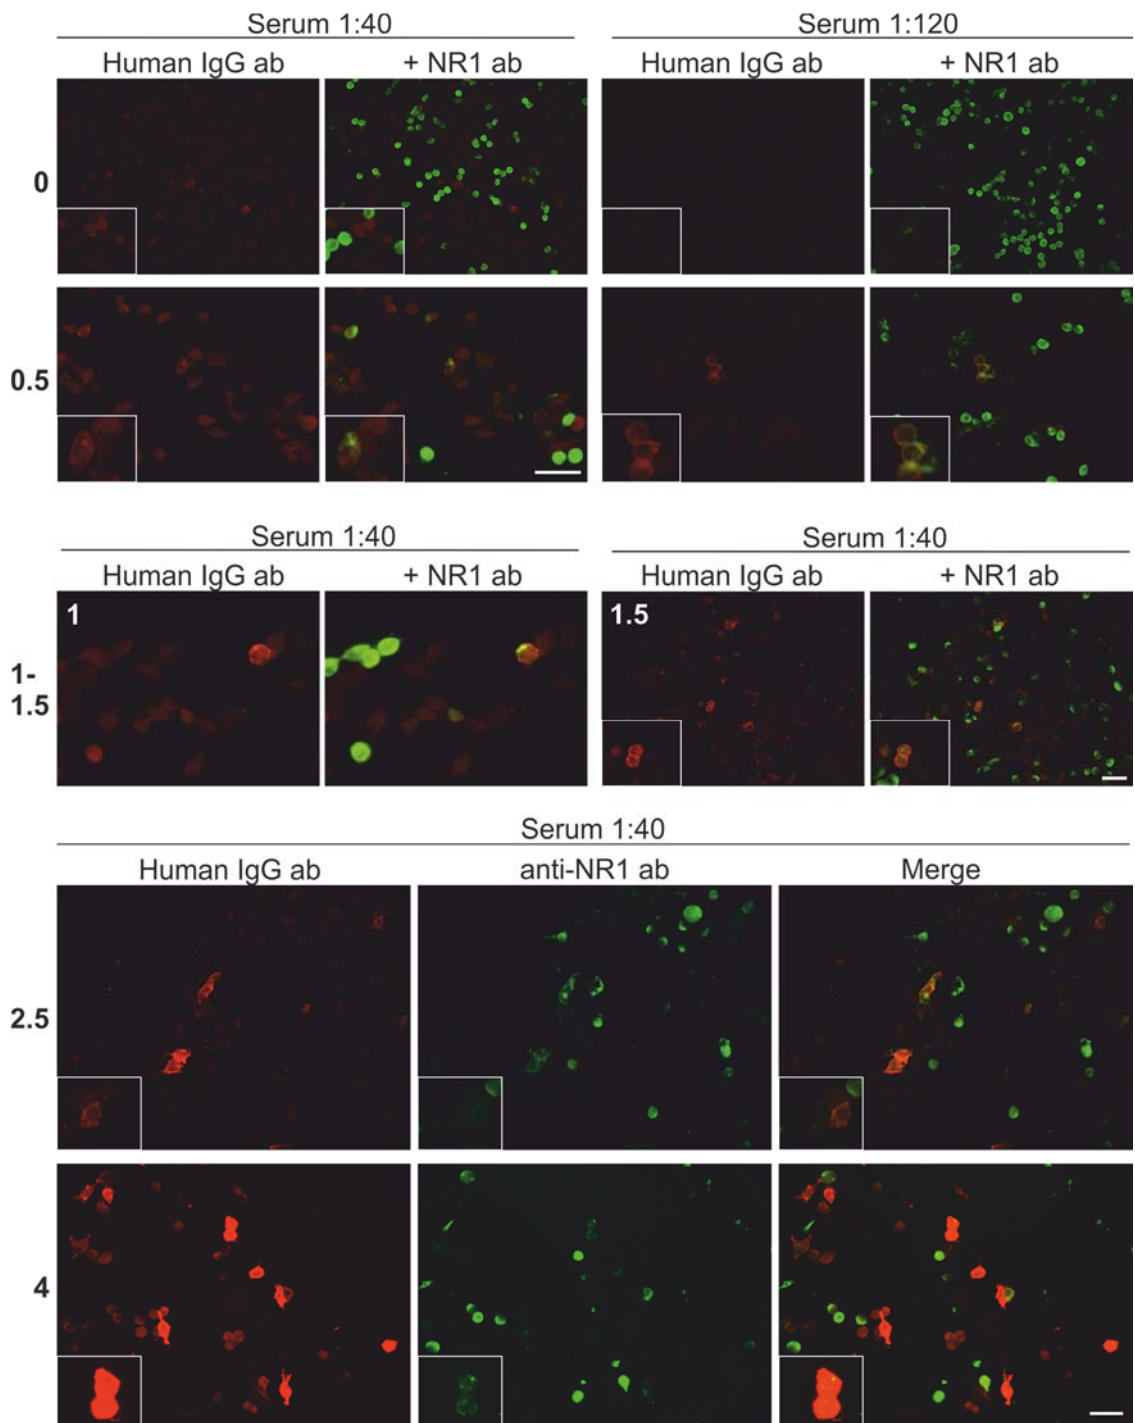 Serum 1:40 Serum 1:120
Human IgG ab + NR1 ab Human IgG ab + NR1 ab
0
0.5
Serum 1:40 Serum 1:40
Human IgG ab + NR1 ab Human IgG ab + NR1 ab
1 1.5
1-
1.5
Serum 1:40
Human IgG ab anti-NR1 ab Merge
2.5
4